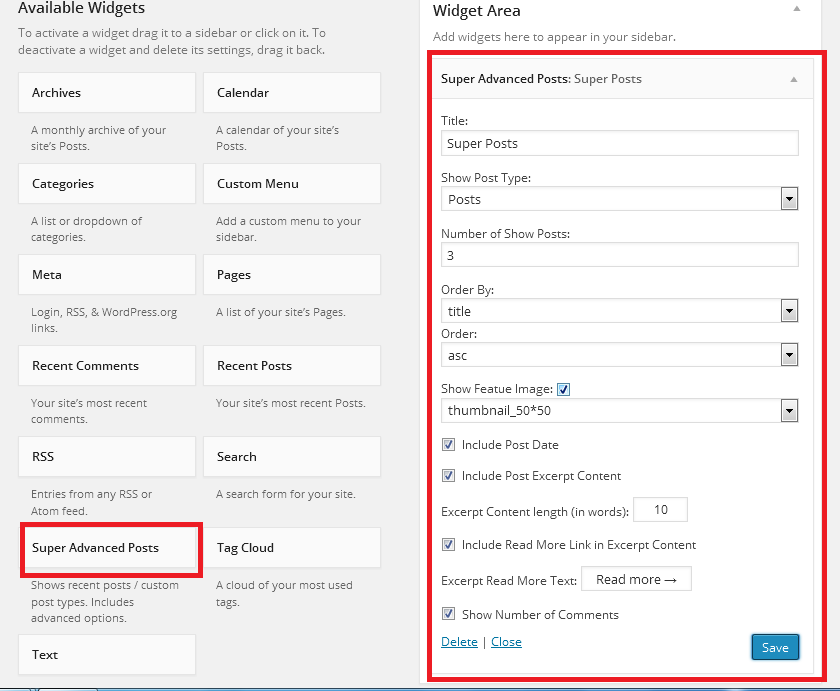 Available Widgets
To activate a widget drag it to a sidebar or click on it. To
deactivate a widget and delete its settings, drag it back.
Archives
Calendar
A monthly archive of your
site's Posts.
A calendar of your site's
Posts.
Categories
Custom Menu
A list or dropdown of
categories.
Add a custom menu to your
sidebar.
Meta
Pages
Login, RSS, & WordPress.org
links.
A list of your site's Pages.
Recent Comments
Recent Posts
Your site's most recent
comments.
Your site's most recent Posts.
RSS
Search
Entries from any RSS or
Atom feed.
A search form for your site.
Super Advanced Posts
Tag Cloud
Shows recent posts / custom
post types. Includes
advanced options.
A cloud of your most used
tags.
Text
Widget Area
Add widgets here to appear in your sidebar.
Super Advanced Posts: Super Posts
Title:
Super Posts
Show Post Type:
Posts
Number of Show Posts:
3
Order By:
title
Order:
asc
Show Featue Image:
thumbnail_50*50
Include Post Date
Include Post Excerpt Content
Excerpt Content length (in words): 10
Include Read More Link in Excerpt Content
Excerpt Read More Text: Read more →
Show Number of Comments
Delete | Close
Save